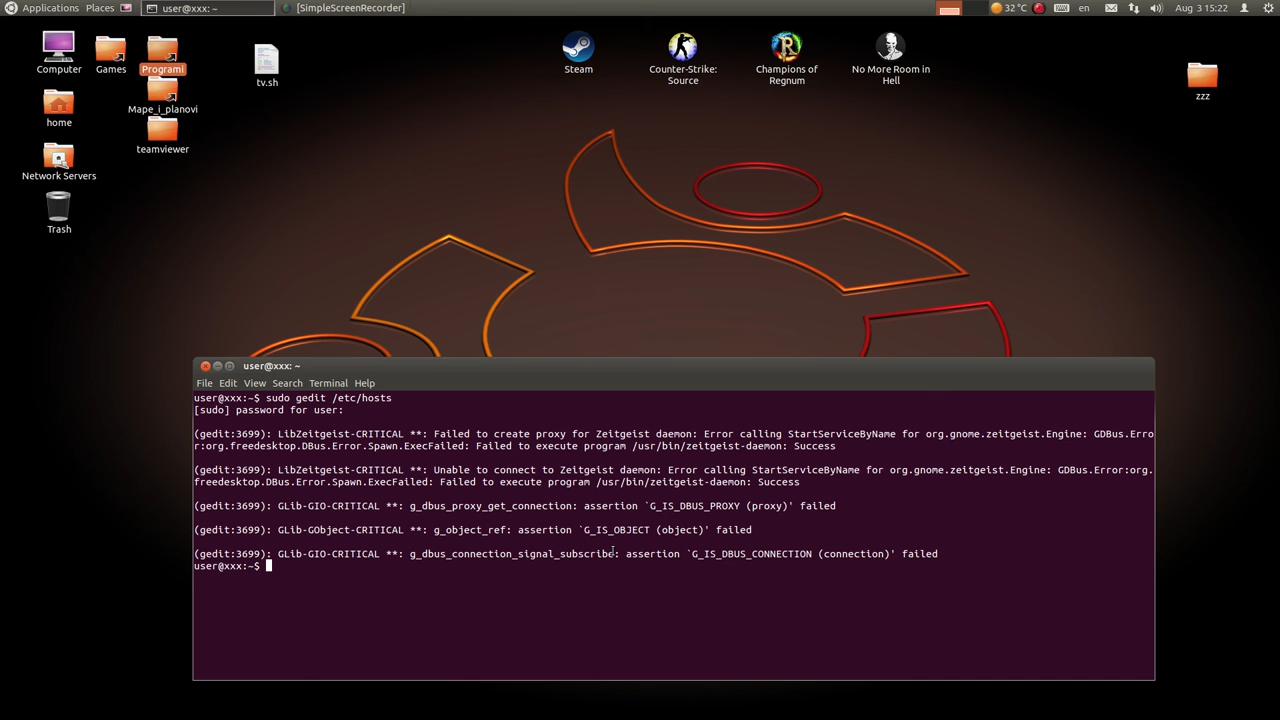 Applications Places user@xxx: ~ [SimpleScreenRecorder] 32 °C en Aug 3 15:22
Computer
Games
Programi
tv.sh
Steam
Counter-Strike:
Source
Champions of
Regnum
No More Room in
Hell
zzz
home
Mape_i_planovi
teamviewer
Network Servers
Trash
user@xxx: ~
File Edit View Search Terminal Help
user@xxx:~$ sudo gedit /etc/hosts
[sudo] password for user:
(gedit:3699): LibZeitgeist-CRITICAL **: Failed to create proxy for Zeitgeist daemon: Error calling StartServiceByName for org.gnome.zeitgeist.Engine: GDBus.Erro
r:org.freedesktop.DBus.Error.Spawn.ExecFailed: Failed to execute program /usr/bin/zeitgeist-daemon: Success
(gedit:3699): LibZeitgeist-CRITICAL **: Unable to connect to Zeitgeist daemon: Error calling StartServiceByName for org.gnome.zeitgeist.Engine: GDBus.Error:org.
freedesktop.DBus.Error.Spawn.ExecFailed: Failed to execute program /usr/bin/zeitgeist-daemon: Success
(gedit:3699): GLib-GIO-CRITICAL **: g_dbus_proxy_get_connection: assertion `G_IS_DBUS_PROXY (proxy)' failed
(gedit:3699): GLib-GObject-CRITICAL **: g_object_ref: assertion `G_IS_OBJECT (object)' failed
(gedit:3699): GLib-GIO-CRITICAL **: g_dbus_connection_signal_subscribe: assertion `G_IS_DBUS_CONNECTION (connection)' failed
user@xxx:~$